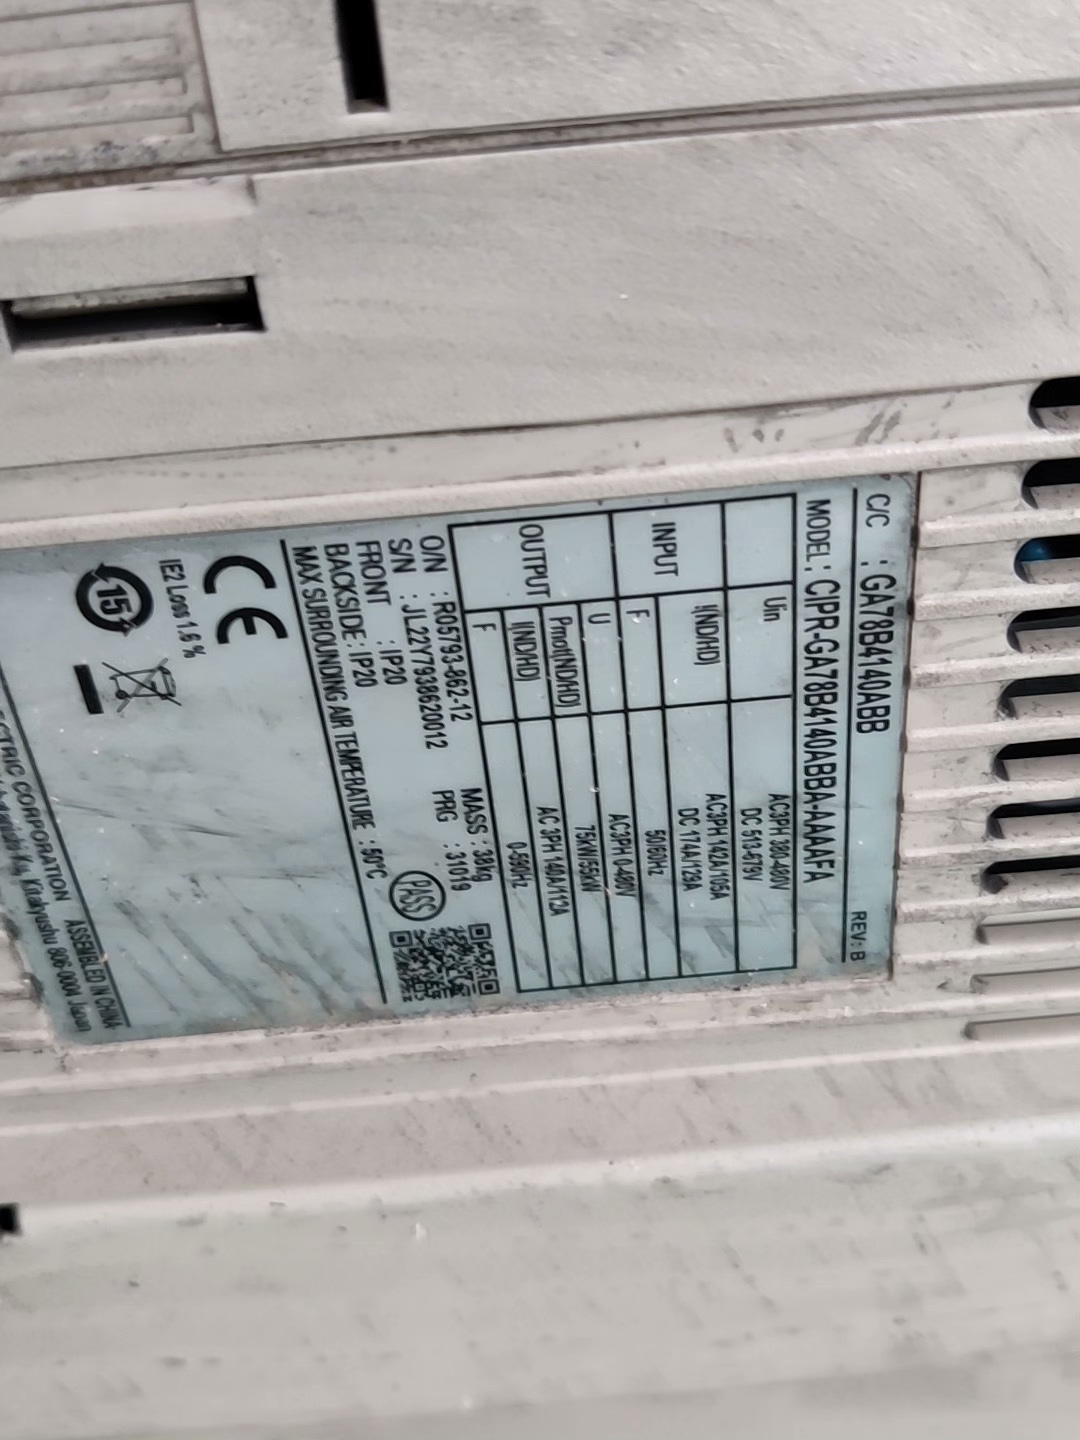 C/C : GA78B4140ABB
MODEL : CIPR-GA78B4140ABBA-AAAAFA REV: B
Uin AC3PH 380-480V
DC 513-679V
INPUT I(ND/HD) AC3PH 142A/105A
DC 174A/129A
F 50/60Hz
OUTPUT U AC3PH 0-480V
Pmot(ND/HD) 75kW/55kW
I(ND/HD) AC 3PH 140A/112A
F 0-590Hz
O/N : R05793-862-12 MASS : 38kg
S/N : JL22Y7938620012 PRG : 31019
FRONT : IP20
BACKSIDE : IP20 PASS
MAX SURROUNDING AIR TEMPERATURE : 50°C
CE
IE2 Loss 1.6 %
15
CORPORATION ASSEMBLED IN CHINA
Kitakyushu 806-0004 Japan